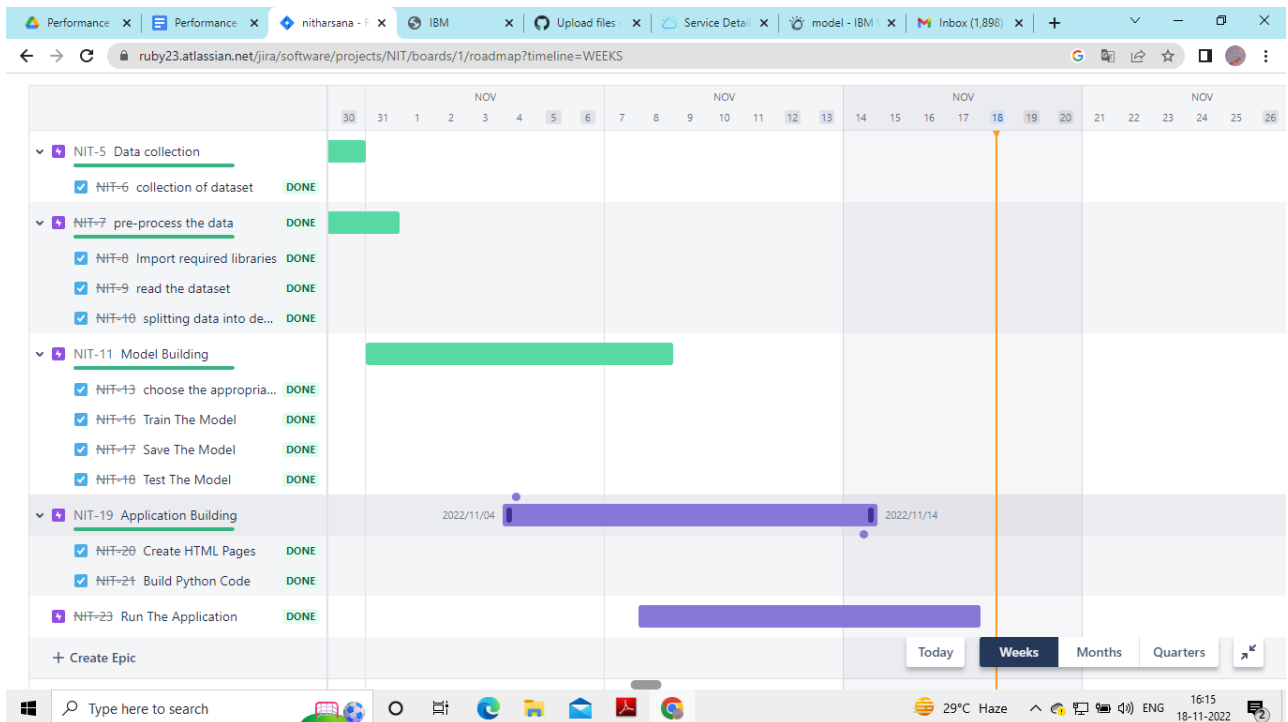 Performance
Performance
nitharsana - R
IBM
Upload files
Service Detail
model - IBM
Inbox (1,898)
ruby23.atlassian.net/jira/software/projects/NIT/boards/1/roadmap?timeline=WEEKS
NOV NOV NOV NOV
30 31 1 2 3 4 5 6 7 8 9 10 11 12 13 14 15 16 17 18 19 20 21 22 23 24 25 26
NIT-5 Data collection
NIT-6 collection of dataset DONE
NIT-7 pre-process the data DONE
NIT-8 Import required libraries DONE
NIT-9 read the dataset DONE
NIT-10 splitting data into de... DONE
NIT-11 Model Building
NIT-13 choose the appropria... DONE
NIT-16 Train The Model DONE
NIT-17 Save The Model DONE
NIT-18 Test The Model DONE
NIT-19 Application Building 2022/11/04 2022/11/14
NIT-20 Create HTML Pages DONE
NIT-21 Build Python Code DONE
NIT-23 Run The Application DONE
+ Create Epic Today Weeks Months Quarters
Type here to search 29°C Haze ENG 16:15
18-11-2022
2